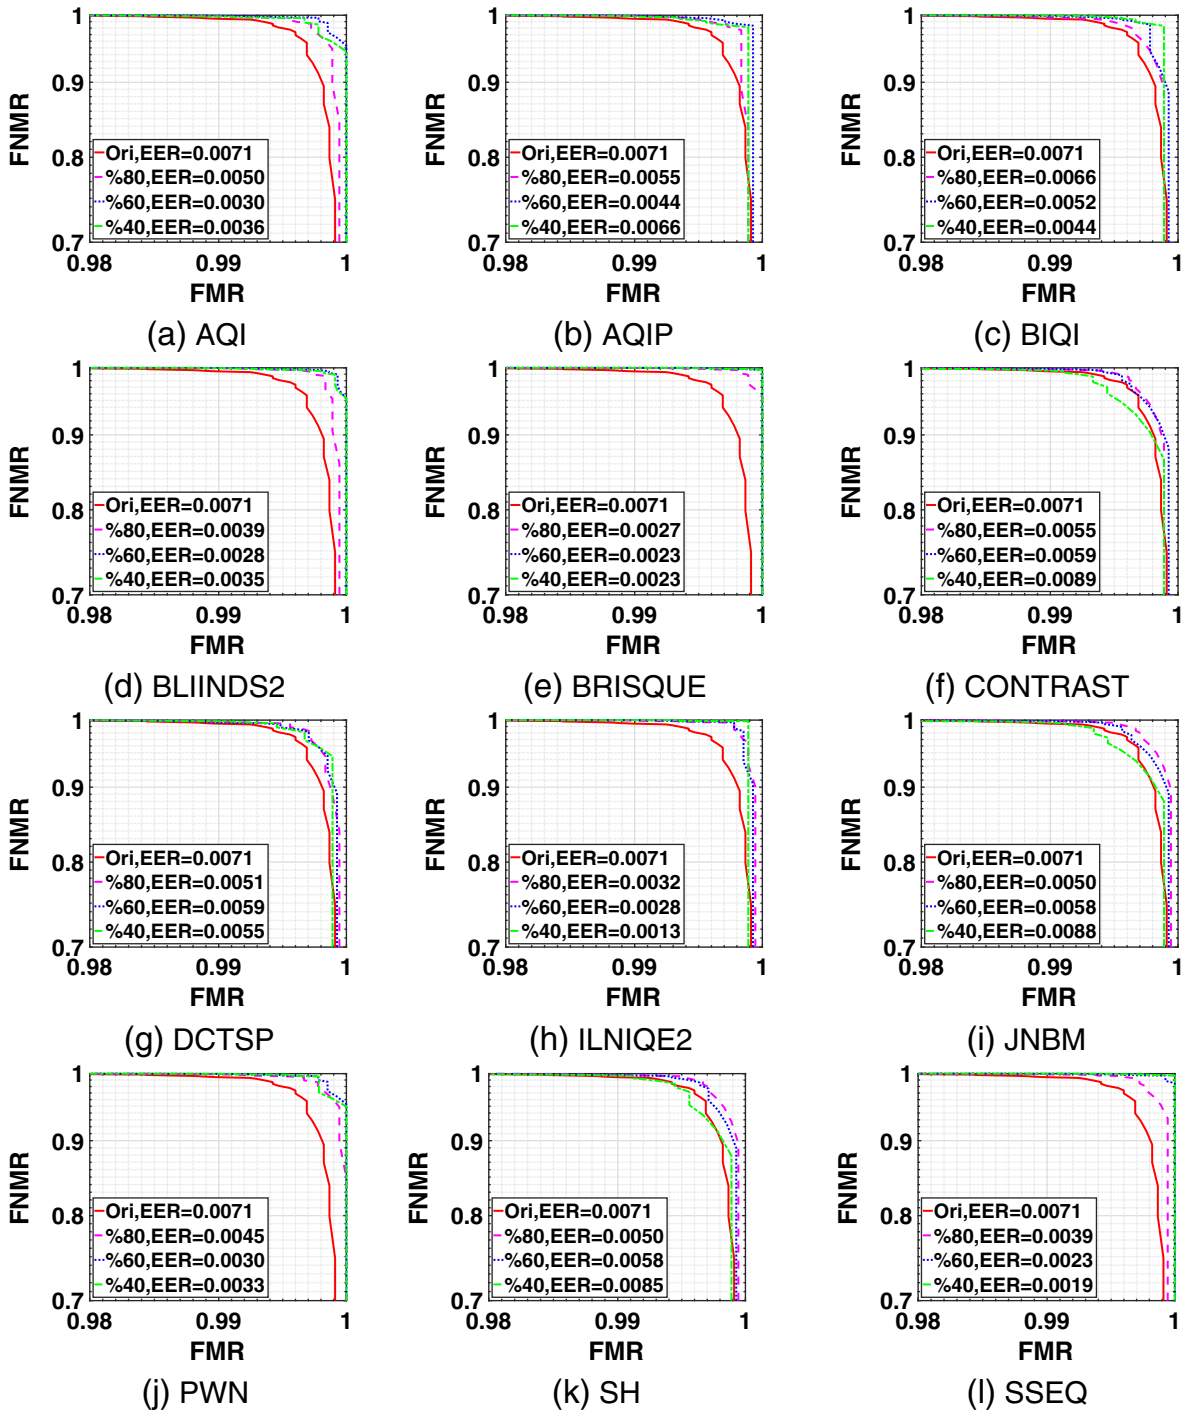 1
0.9
0.8
0.7
FNMR
Ori,EER=0.0071
%80,EER=0.0050
%60,EER=0.0030
%40,EER=0.0036
0.98 0.99 1
FMR
(a) AQI
1
0.9
0.8
0.7
FNMR
Ori,EER=0.0071
%80,EER=0.0055
%60,EER=0.0044
%40,EER=0.0066
0.98 0.99 1
FMR
(b) AQIP
1
0.9
0.8
0.7
FNMR
Ori,EER=0.0071
%80,EER=0.0066
%60,EER=0.0052
%40,EER=0.0044
0.98 0.99 1
FMR
(c) BIQI
1
0.9
0.8
0.7
FNMR
Ori,EER=0.0071
%80,EER=0.0039
%60,EER=0.0028
%40,EER=0.0035
0.98 0.99 1
FMR
(d) BLIINDS2
1
0.9
0.8
0.7
FNMR
Ori,EER=0.0071
%80,EER=0.0027
%60,EER=0.0023
%40,EER=0.0023
0.98 0.99 1
FMR
(e) BRISQUE
1
0.9
0.8
0.7
FNMR
Ori,EER=0.0071
%80,EER=0.0055
%60,EER=0.0059
%40,EER=0.0089
0.98 0.99 1
FMR
(f) CONTRAST
1
0.9
0.8
0.7
FNMR
Ori,EER=0.0071
%80,EER=0.0051
%60,EER=0.0059
%40,EER=0.0055
0.98 0.99 1
FMR
(g) DCTSP
1
0.9
0.8
0.7
FNMR
Ori,EER=0.0071
%80,EER=0.0032
%60,EER=0.0028
%40,EER=0.0013
0.98 0.99 1
FMR
(h) ILNIQE2
1
0.9
0.8
0.7
FNMR
Ori,EER=0.0071
%80,EER=0.0050
%60,EER=0.0058
%40,EER=0.0088
0.98 0.99 1
FMR
(i) JNBM
1
0.9
0.8
0.7
FNMR
Ori,EER=0.0071
%80,EER=0.0045
%60,EER=0.0030
%40,EER=0.0033
0.98 0.99 1
FMR
(j) PWN
1
0.9
0.8
0.7
FNMR
Ori,EER=0.0071
%80,EER=0.0050
%60,EER=0.0058
%40,EER=0.0085
0.98 0.99 1
FMR
(k) SH
1
0.9
0.8
0.7
FNMR
Ori,EER=0.0071
%80,EER=0.0039
%60,EER=0.0023
%40,EER=0.0019
0.98 0.99 1
FMR
(l) SSEQ